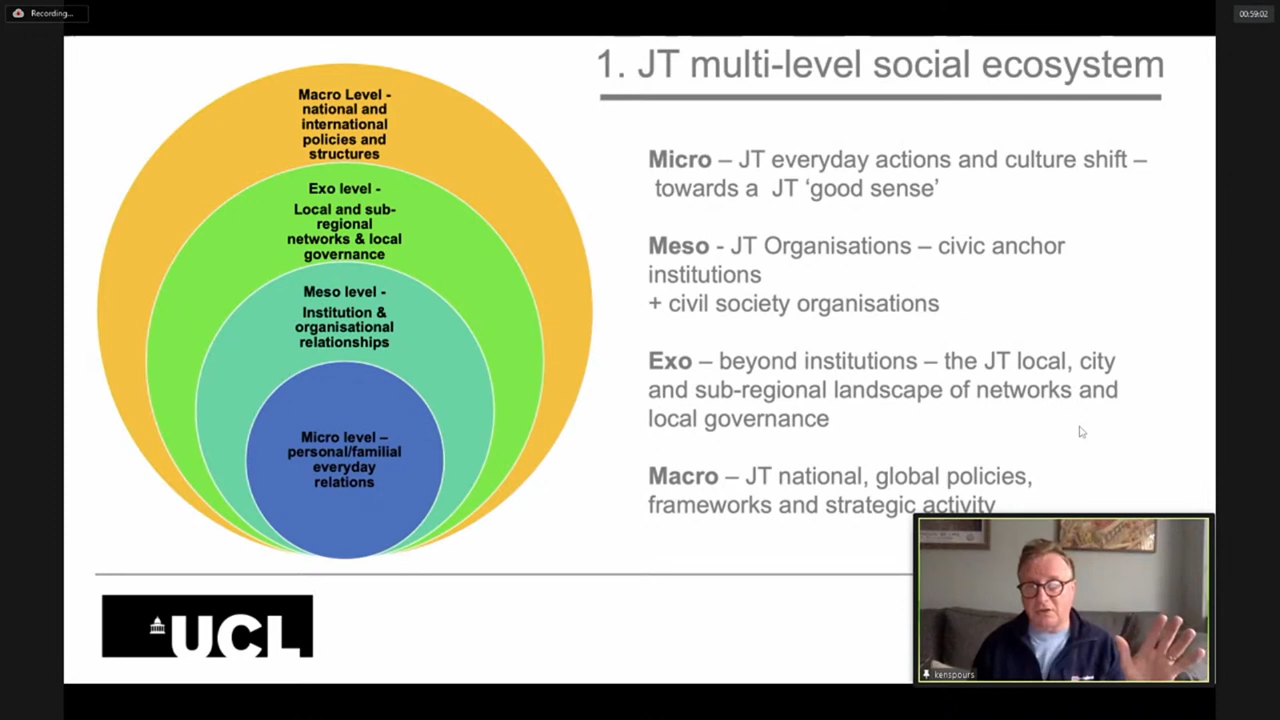 Recording...
00:59:02
1. JT multi-level social ecosystem
Macro Level -
national and
international
policies and
structures
Exo level -
Local and sub-
regional
networks & local
governance
Meso level -
Institution &
organisational
relationships
Micro level –
personal/familial
everyday
relations
Micro – JT everyday actions and culture shift –
towards a JT ‘good sense’
Meso - JT Organisations – civic anchor
institutions
+ civil society organisations
Exo – beyond institutions – the JT local, city
and sub-regional landscape of networks and
local governance
Macro – JT national, global policies,
frameworks and strategic activity
UCL
kenspours